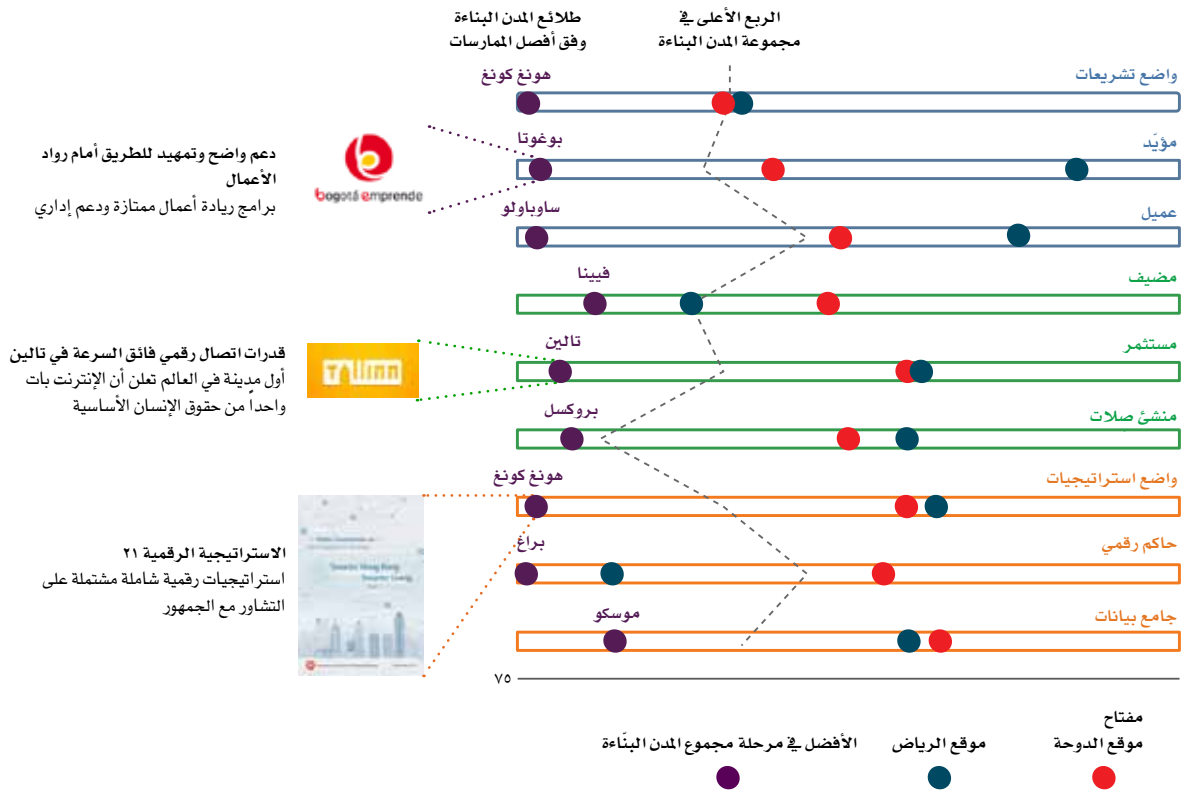 طلائع المدن البناءة
وفق أفصل الممارسات
الربع الأعلى في
مجموعة المدن البناءة
واضع تشريعات
هونغ كونغ
مؤيّد
بوغوتا
عميل
ساوباولو
مضيف
فيينا
مستثمر
تالين
منشئ صلات
بروكسل
واضع استراتيجيات
هونغ كونغ
حاكم رقمي
براغ
جامع بيانات
موسكو
٧٥
دعم واضح وتمهيد للطريق أمام رواد
الأعمال
برامج ريادة أعمال ممتازة ودعم إداري
bogotá emprende
قدرات اتصال رقمي فائق السرعة في تالين
أول مدينة في العالم تعلن أن الإنترنت بات
واحداً من حقوق الإنسان الأساسية
Tallinn
الاستراتيجية الرقمية ٢١
استراتيجيات رقمية شاملة مشتملة على
التشاور مع الجمهور
مفتاح
موقع الدوحة
موقع الرياض
الأفضل في مرحلة مجموع المدن البنّاءة